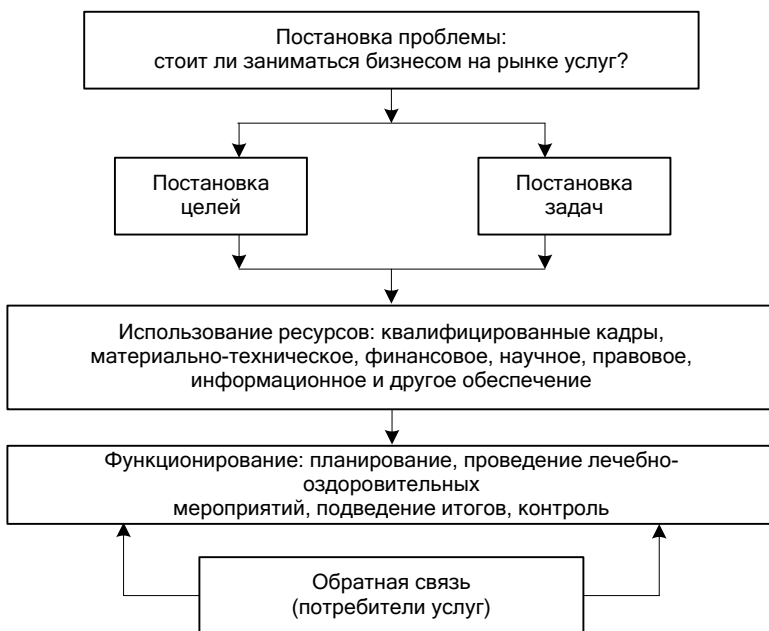 Постановка проблемы:
стоит ли заниматься бизнесом на рынке услуг?
Постановка
целей
Постановка
задач
Использование ресурсов: квалифицированные кадры,
материально-техническое, финансовое, научное, правовое,
информационное и другое обеспечение
Функционирование: планирование, проведение лечебно-
оздоровительных
мероприятий, подведение итогов, контроль
Обратная связь
(потребители услуг)